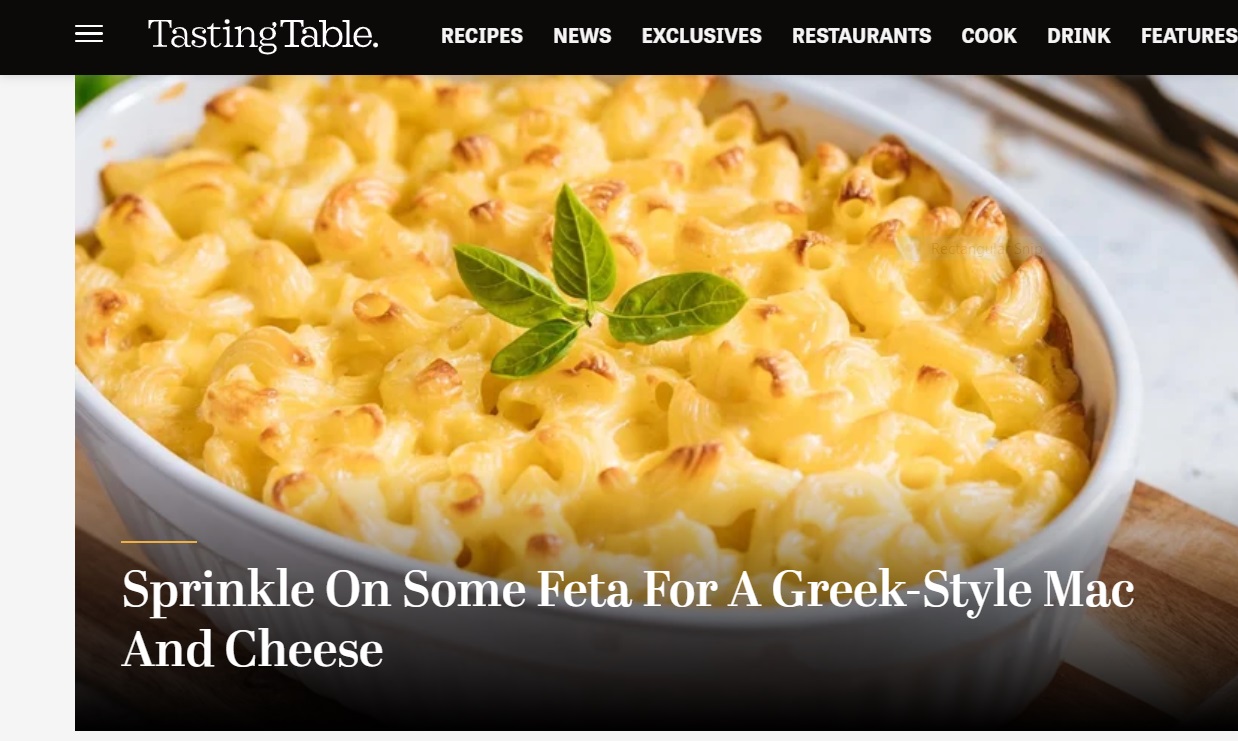 TastingTable.
RECIPES NEWS EXCLUSIVES RESTAURANTS COOK DRINK FEATURES
Sprinkle On Some Feta For A Greek-Style Mac
And Cheese